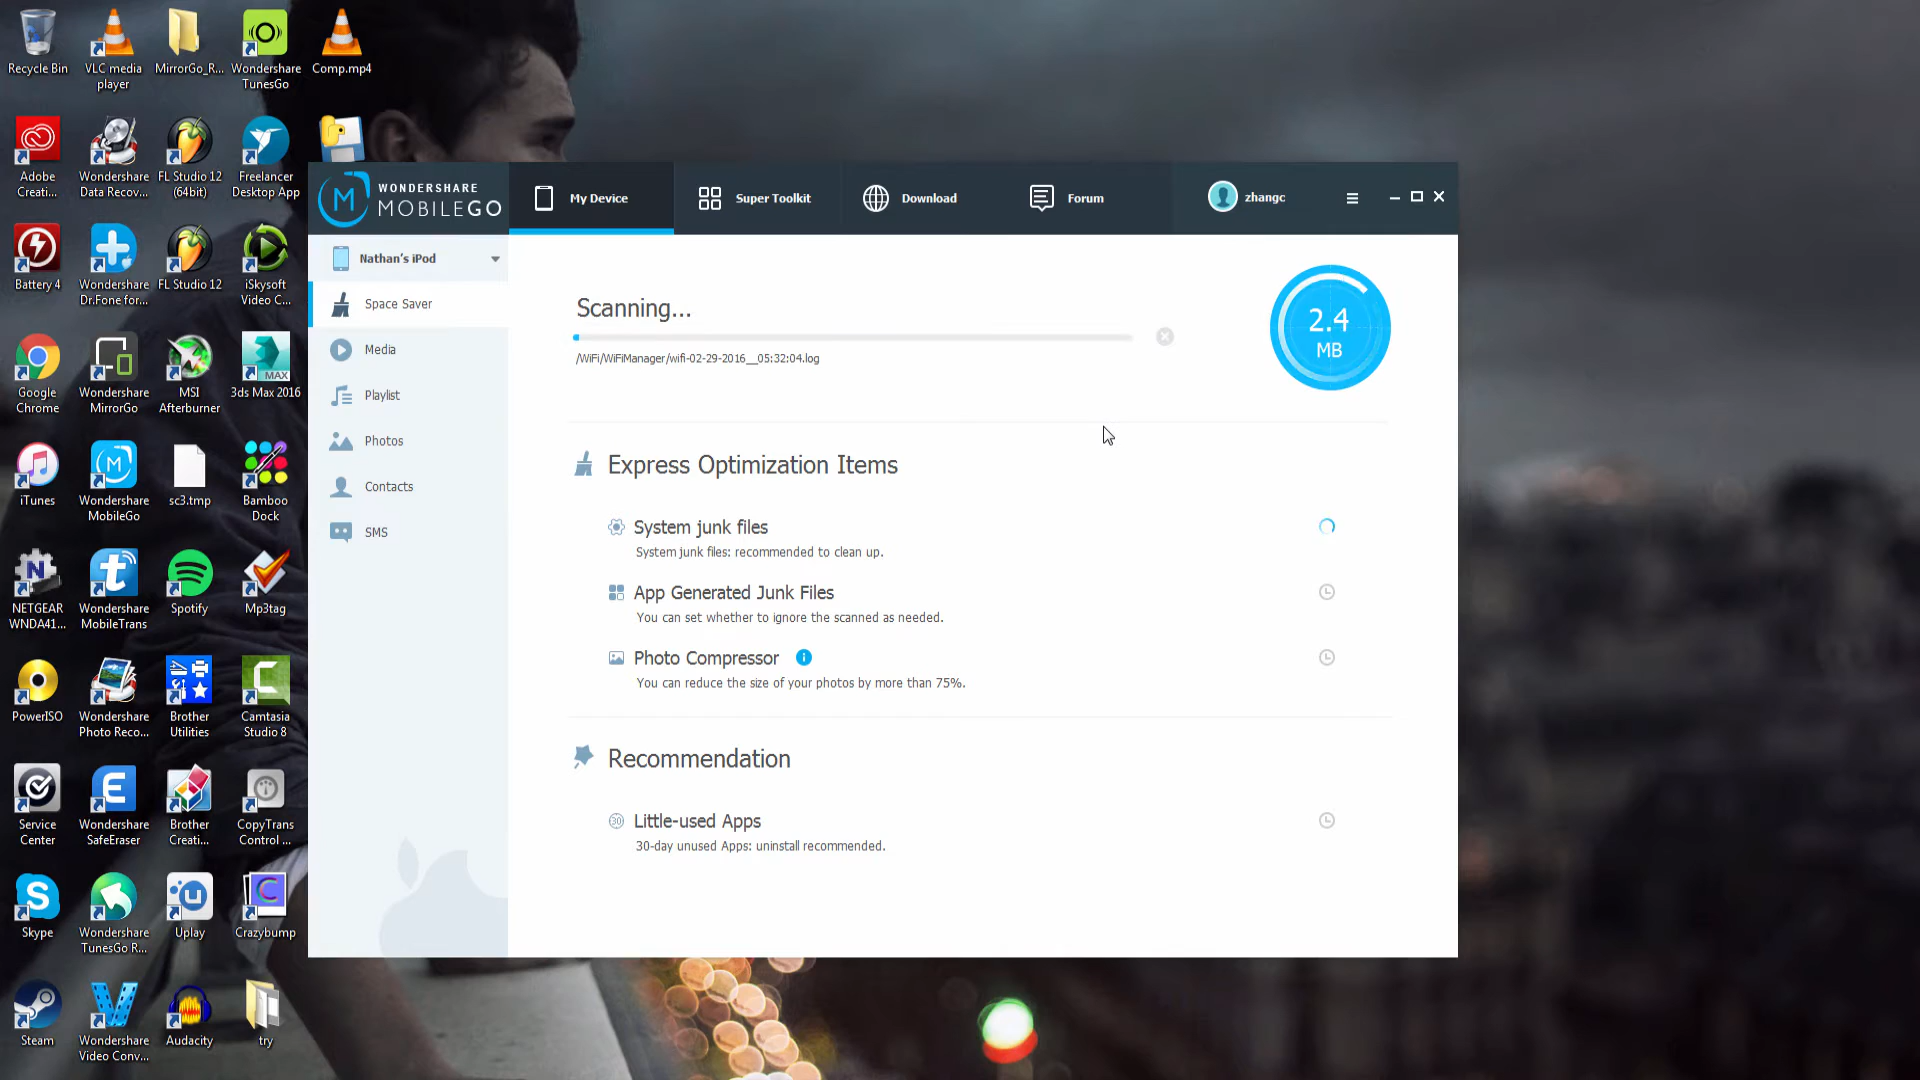 Recycle Bin
VLC media
player
MirrorGo_R...
Wondershare
TunesGo
Comp.mp4
Adobe
Creati...
Wondershare
Data Recov...
FL Studio 12
(64bit)
Freelancer
Desktop App
Battery 4
Wondershare
Dr.Fone for...
FL Studio 12
iSkysoft
Video C...
Google
Chrome
Wondershare
MirrorGo
MSI
Afterburner
MAX
3ds Max 2016
iTunes
Wondershare
MobileGo
sc3.tmp
Bamboo
Dock
NETGEAR
WNDA41...
Wondershare
MobileTrans
Spotify
Mp3tag
PowerISO
Wondershare
Photo Reco...
Brother
Utilities
Camtasia
Studio 8
Service
Center
Wondershare
SafeEraser
Brother
Creati...
CopyTrans
Control ...
Skype
Wondershare
TunesGo R...
Uplay
Crazybump
Steam
Wondershare
Video Conv...
Audacity
try
WONDERSHARE
MOBILEGO
My Device
Super Toolkit
Download
Forum
zhangc
Nathan's iPod
Space Saver
Media
Playlist
Photos
Contacts
SMS
Scanning...
/WiFi/WiFiManager/wifi-02-29-2016__05:32:04.log
2.4
MB
Express Optimization Items
System junk files
System junk files: recommended to clean up.
App Generated Junk Files
You can set whether to ignore the scanned as needed.
Photo Compressor
You can reduce the size of your photos by more than 75%.
Recommendation
30
Little-used Apps
30-day unused Apps: uninstall recommended.